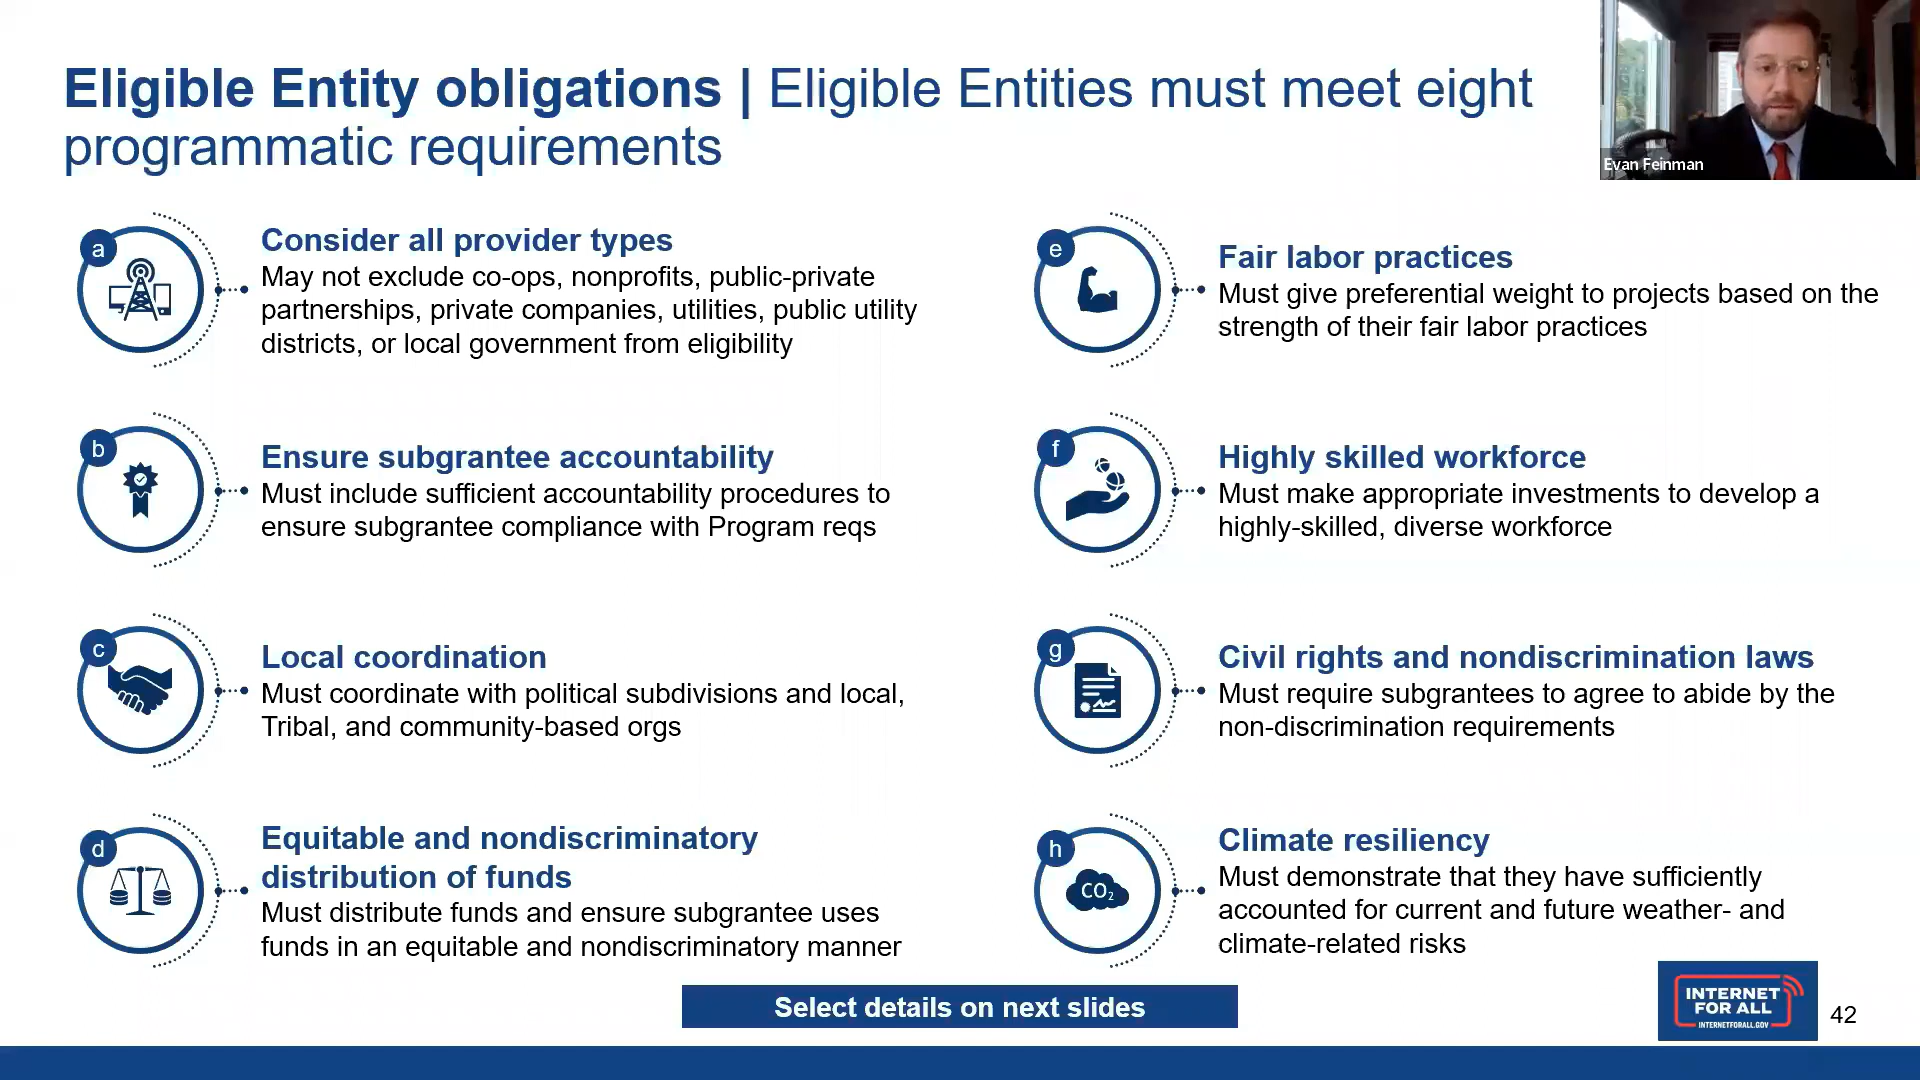 Eligible Entity obligations | Eligible Entities must meet eight
programmatic requirements
Evan Feinman
a
Consider all provider types
May not exclude co-ops, nonprofits, public-private
partnerships, private companies, utilities, public utility
districts, or local government from eligibility
b
Ensure subgrantee accountability
Must include sufficient accountability procedures to
ensure subgrantee compliance with Program reqs
c
Local coordination
Must coordinate with political subdivisions and local,
Tribal, and community-based orgs
d
Equitable and nondiscriminatory
distribution of funds
Must distribute funds and ensure subgrantee uses
funds in an equitable and nondiscriminatory manner
e
Fair labor practices
Must give preferential weight to projects based on the
strength of their fair labor practices
f
Highly skilled workforce
Must make appropriate investments to develop a
highly-skilled, diverse workforce
g
Civil rights and nondiscrimination laws
Must require subgrantees to agree to abide by the
non-discrimination requirements
h
CO2
Climate resiliency
Must demonstrate that they have sufficiently
accounted for current and future weather- and
climate-related risks
Select details on next slides
INTERNET
FOR ALL
INTERNETFORALL.GOV
42